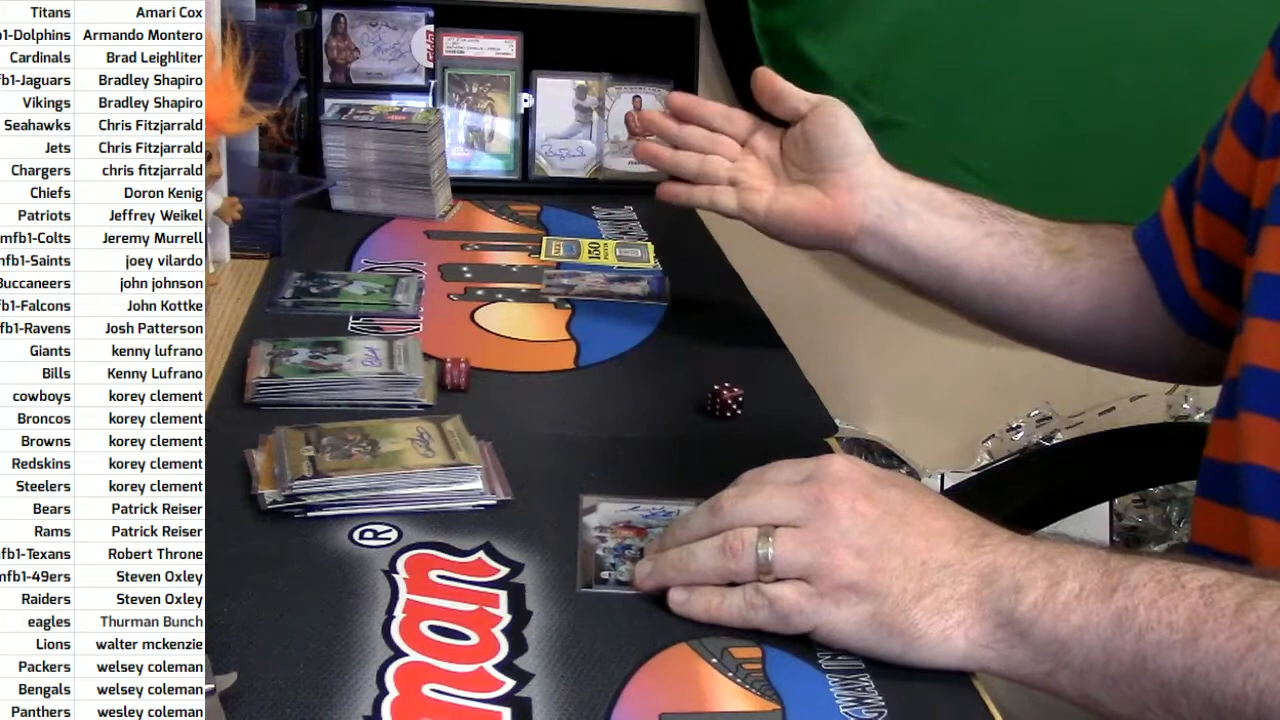 Titans Amari Cox
b1-Dolphins Armando Montero
Cardinals Brad Leighliter
fb1-Jaguars Bradley Shapiro
Vikings Bradley Shapiro
Seahawks Chris Fitzjarrald
Jets Chris Fitzjarrald
Chargers chris fitzjarrald
Chiefs Doron Kenig
Patriots Jeffrey Weikel
mfb1-Colts Jeremy Murrell
nfb1-Saints joey vilardo
Buccaneers john johnson
fb1-Falcons John Kottke
fb1-Ravens Josh Patterson
Giants kenny lufrano
Bills Kenny Lufrano
cowboys korey clement
Broncos korey clement
Browns korey clement
Redskins korey clement
Steelers korey clement
Bears Patrick Reiser
Rams Patrick Reiser
nfb1-Texans Robert Throne
nfb1-49ers Steven Oxley
Raiders Steven Oxley
eagles Thurman Bunch
Lions walter mckenzie
Packers welsey coleman
Bengals welsey coleman
Panthers wesley coleman
150
man
®
GWAX IN